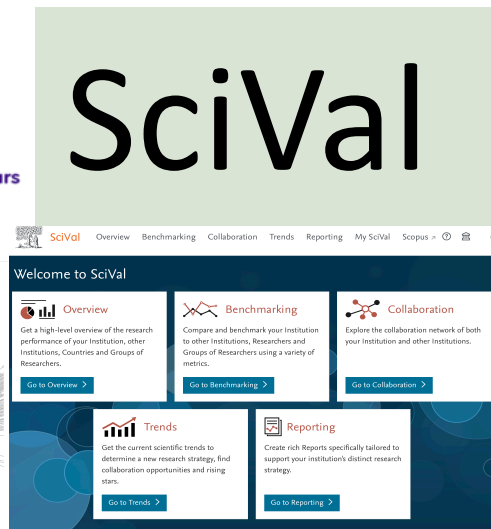 SciVal
urs
SciVal Overview Benchmarking Collaboration Trends Reporting My SciVal Scopus
Welcome to SciVal
Overview
Get a high-level overview of the research
performance of your Institution, other
Institutions, Countries and Groups of
Researchers.
Go to Overview
Benchmarking
Compare and benchmark your Institution
to other Institutions, Researchers and
Groups of Researchers using a variety of
metrics.
Go to Benchmarking
Collaboration
Explore the collaboration network of both
your Institution and other Institutions.
Go to Collaboration
Trends
Get the current scientific trends to
determine a new research strategy, find
collaboration opportunities and rising
stars.
Go to Trends
Reporting
Create rich Reports specifically tailored to
support your institution's distinct research
strategy.
Go to Reporting